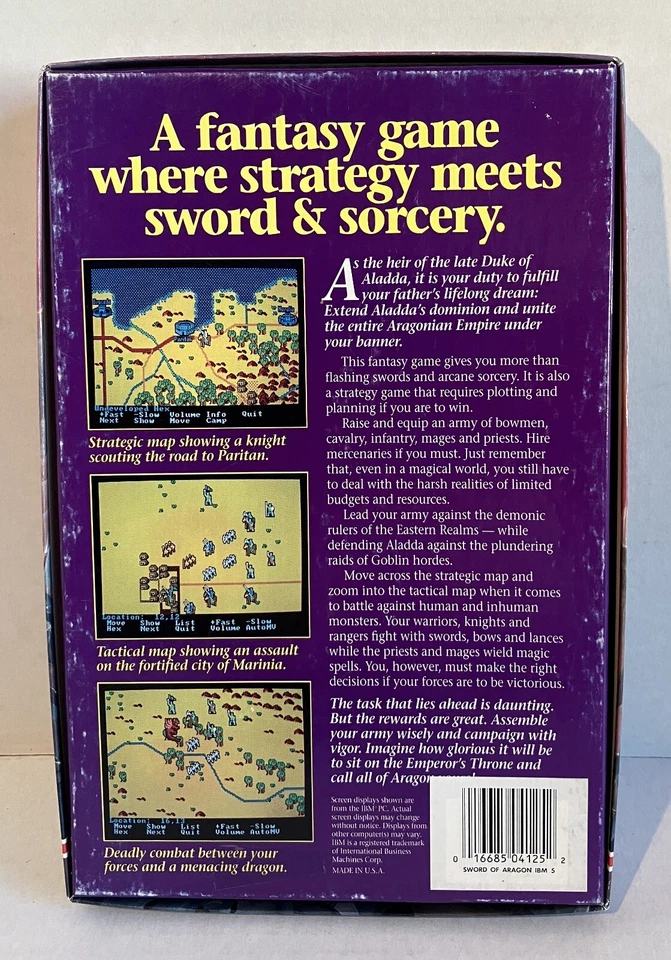 A fantasy game
where strategy meets
sword & sorcery.
Paritan
Undeveloped Hex
+Fast -Slow Volume Info Quit
Next Show Move Camp
Strategic map showing a knight
scouting the road to Paritan.
Location: 12,12
Move Show List +Fast -Slow
Hex Next Quit Volume AutoMV
Tactical map showing an assault
on the fortified city of Marinia.
Location: 16,13
Move Show List +Fast -Slow
Hex Next Quit Volume AutoMV
Deadly combat between your
forces and a menacing dragon.
As the heir of the late Duke of
Aladda, it is your duty to fulfill
your father's lifelong dream:
Extend Aladda's dominion and unite
the entire Aragonian Empire under
your banner.
This fantasy game gives you more than
flashing swords and arcane sorcery. It is also
a strategy game that requires plotting and
planning if you are to win.
Raise and equip an army of bowmen,
cavalry, infantry, mages and priests. Hire
mercenaries if you must. Just remember
that, even in a magical world, you still have
to deal with the harsh realities of limited
budgets and resources.
Lead your army against the demonic
rulers of the Eastern Realms — while
defending Aladda against the plundering
raids of Goblin hordes.
Move across the strategic map and
zoom into the tactical map when it comes
to battle against human and inhuman
monsters. Your warriors, knights and
rangers fight with swords, bows and lances
while the priests and mages wield magic
spells. You, however, must make the right
decisions if your forces are to be victorious.
The task that lies ahead is daunting.
But the rewards are great. Assemble
your army wisely and campaign with
vigor. Imagine how glorious it will be
to sit on the Emperor's Throne and
call all of Aragon
Screen displays shown are
from the IBM PC. Actual
screen displays may change
without notice. Displays from
other computer(s) may vary.
IBM is a registered trademark
of International Business
Machines Corp.
MADE IN U.S.A.
0 16685 04125 2
SWORD OF ARAGON IBM 5